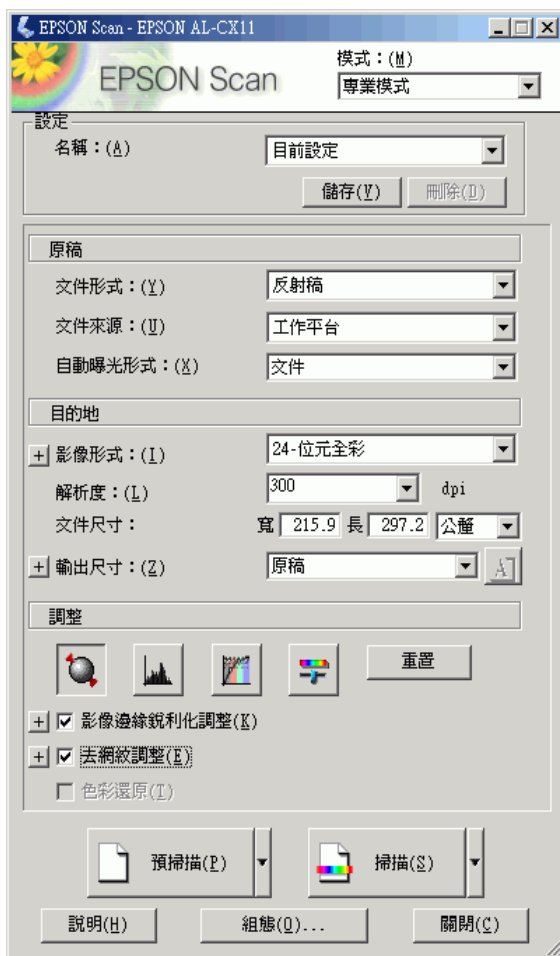 EPSON Scan - EPSON AL-CX11
EPSON Scan
模式：(M)
專業模式
設定
名稱：(A) 目前設定
儲存(V) 刪除(D)
原稿
文件形式：(Y) 反射稿
文件來源：(U) 工作平台
自動曝光形式：(X) 文件
目的地
影像形式：(I) 24-位元全彩
解析度：(L) 300 dpi
文件尺寸： 寬 215.9 長 297.2 公釐
輸出尺寸：(Z) 原稿
調整
重置
影像邊緣銳利化調整(K)
去網紋調整(E)
色彩還原(T)
預掃描(P) 掃描(S)
說明(H) 組態(O)... 關閉(C)